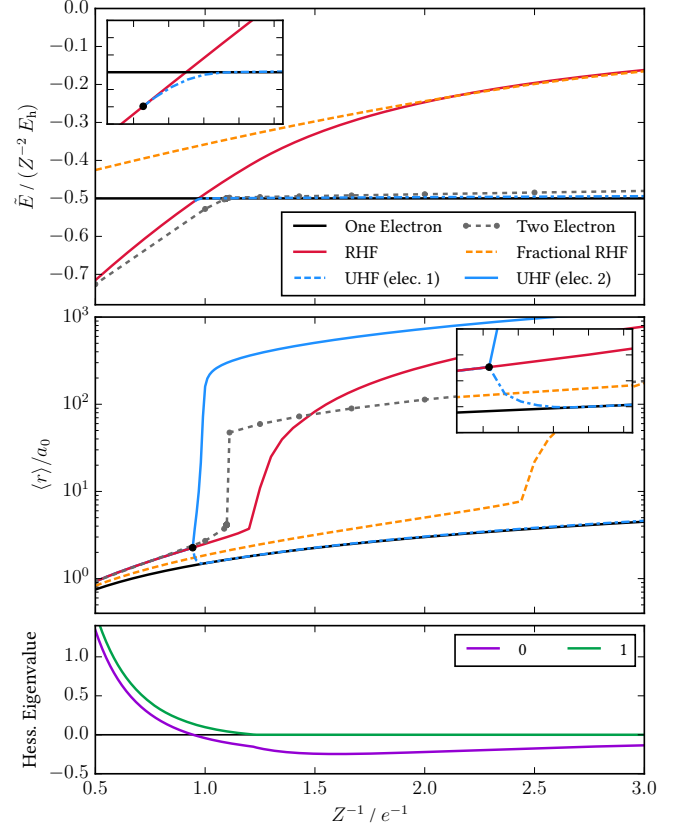 0.0
−0.1
−0.2
−0.3
−0.4
−0.5
−0.6
−0.7
Ẽ / (Z⁻² Eₕ)
One Electron
Two Electron
RHF
Fractional RHF
UHF (elec. 1)
UHF (elec. 2)
10³
10²
10¹
10⁰
⟨r⟩/a₀
1.0
0.5
0.0
−0.5
Hess. Eigenvalue
0
1
0.5
1.0
1.5
2.0
2.5
3.0
Z⁻¹ / e⁻¹